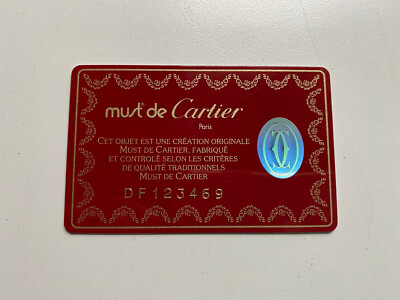 must de Cartier
Paris
CET OBJET EST UNE CRÉATION ORIGINALE
MUST DE CARTIER, FABRIQUÉ
ET CONTROLÉ SELON LES CRITÈRES
DE QUALITÉ TRADITIONNELS
MUST DE CARTIER
DF123469